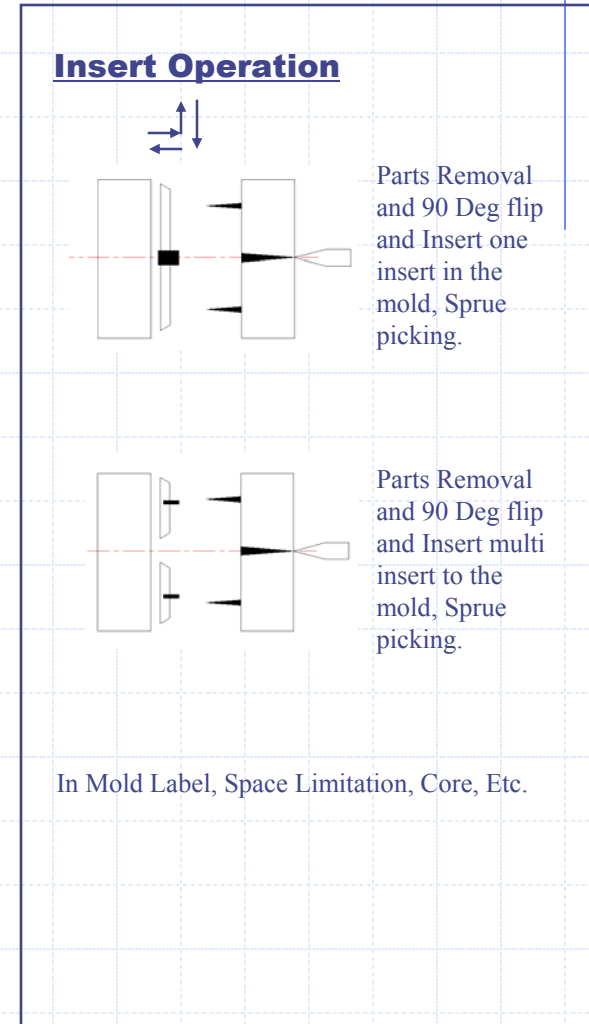 Insert Operation
Parts Removal
and 90 Deg flip
and Insert one
insert in the
mold, Sprue
picking.
Parts Removal
and 90 Deg flip
and Insert multi
insert to the
mold, Sprue
picking.
In Mold Label, Space Limitation, Core, Etc.